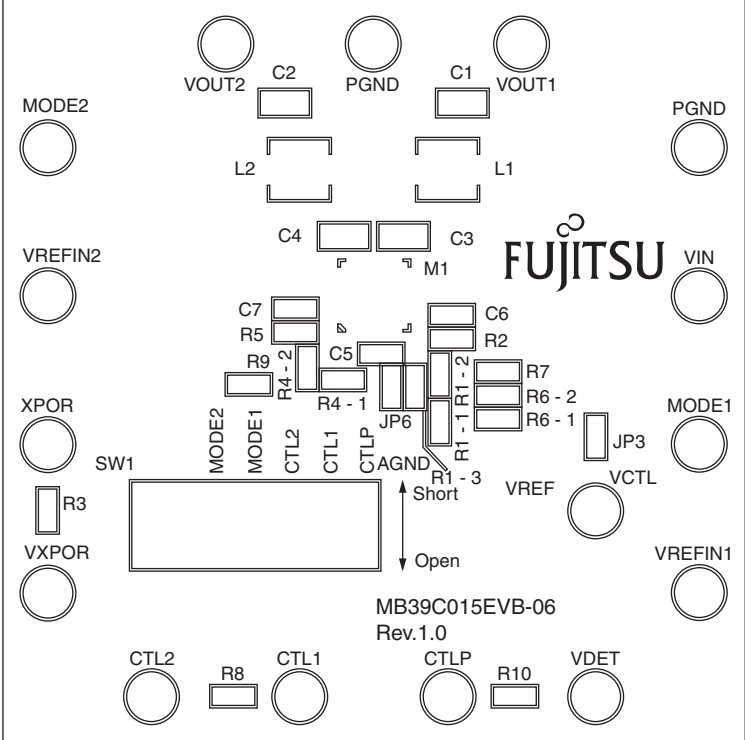 VOUT2
C2
PGND
C1
VOUT1
MODE2
PGND
L2
L1
C4
C3
FUJITSU
VREFIN2
M1
VIN
C7
C6
R5
R2
R9
R4 - 2
C5
R1 - 2
R7
R4 - 1
R6 - 2
XPOR
JP6
R1 - 1
R6 - 1
MODE1
JP3
MODE2
MODE1
CTL2
CTL1
CTLP
SW1
AGND
R1 - 3
R3
Short
VREF
VCTL
VXPOR
Open
VREFIN1
MB39C015EVB-06
Rev.1.0
CTL2
R8
CTL1
CTLP
R10
VDET